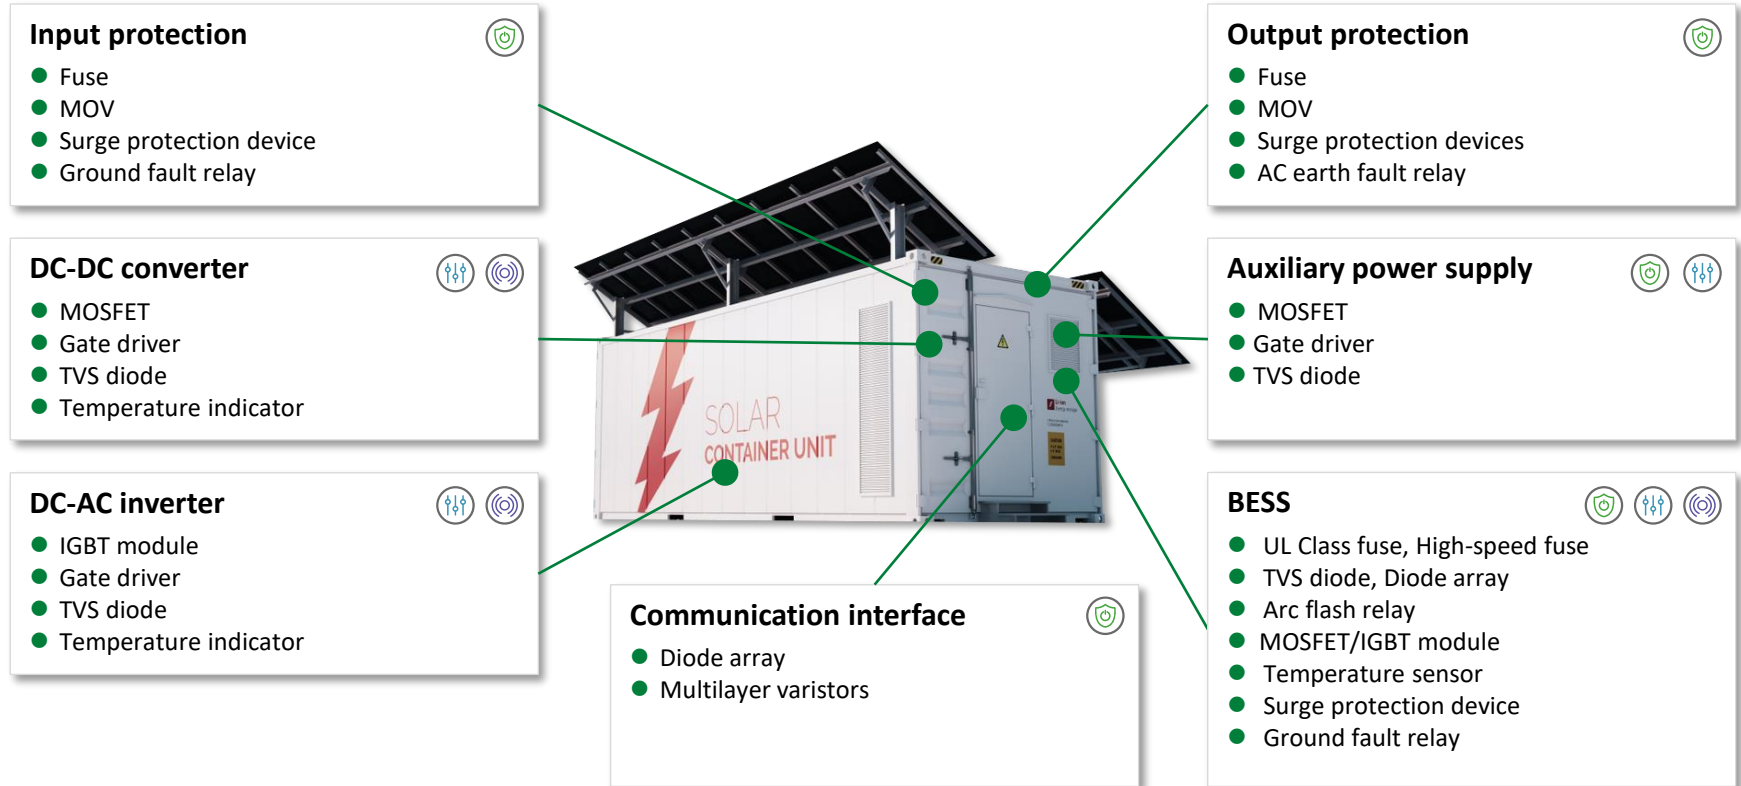 Input protection
Fuse
MOV
Surge protection device
Ground fault relay
DC-DC converter
MOSFET
Gate driver
TVS diode
Temperature indicator
DC-AC inverter
IGBT module
Gate driver
TVS diode
Temperature indicator
SOLAR
CONTAINER UNIT
Communication interface
Diode array
Multilayer varristors
Output protection
Fuse
MOV
Surge protection devices
AC earth fault relay
Auxiliary power supply
MOSFET
Gate driver
TVS diode
BESS
UL Class fuse, High-speed fuse
TVS diode, Diode array
Arc flash relay
MOSFET/IGBT module
Temperature sensor
Surge protection device
Ground fault relay